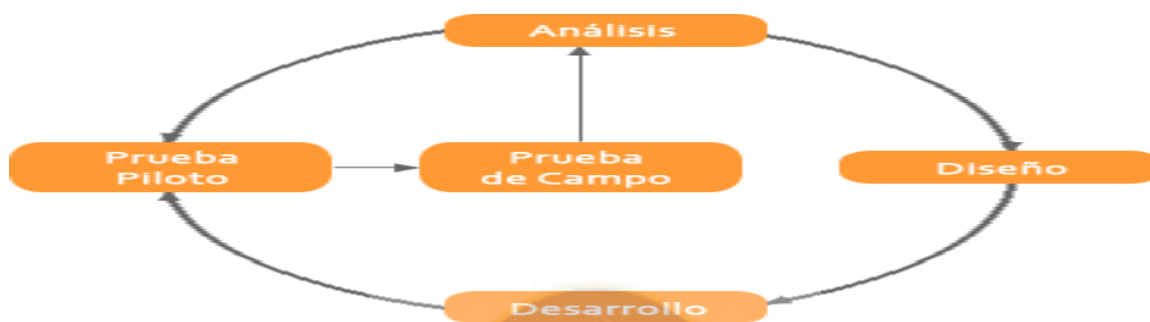 Análisis
Prueba
Piloto
Prueba
de Campo
Diseño
Desarrollo